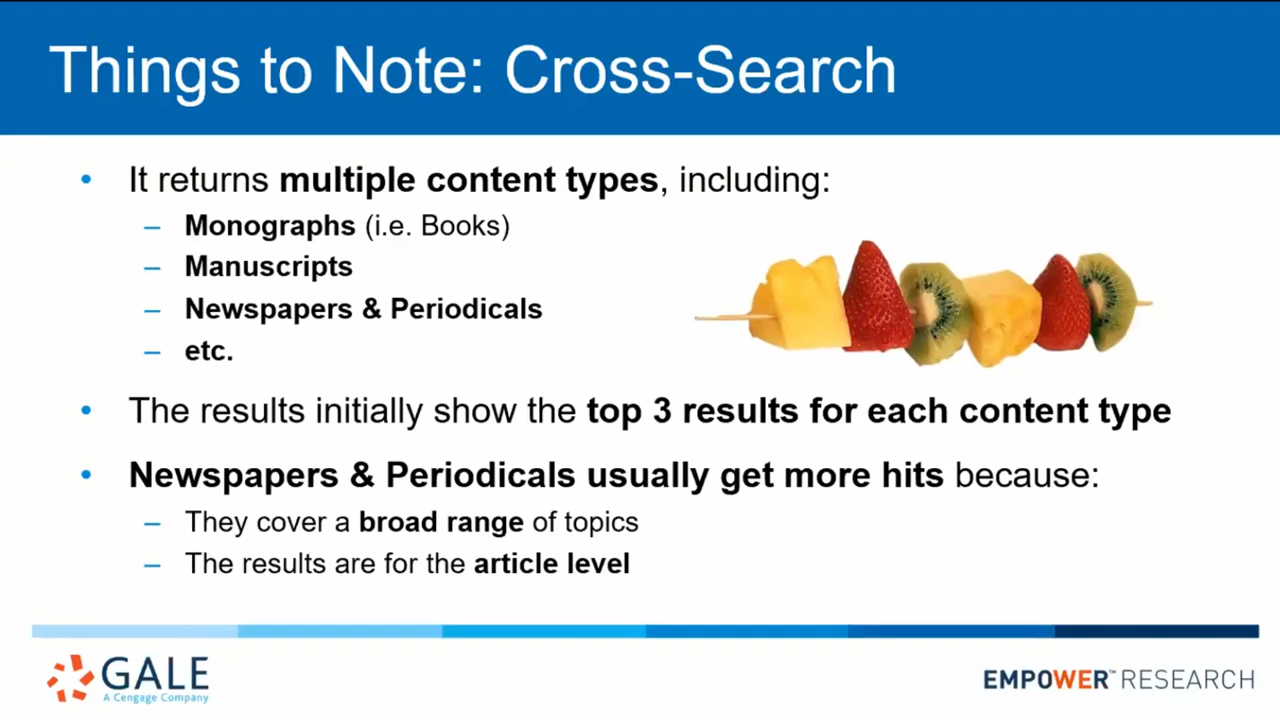 Things to Note: Cross-Search
• It returns multiple content types, including:
– Monographs (i.e. Books)
– Manuscripts
– Newspapers & Periodicals
– etc.
• The results initially show the top 3 results for each content type
• Newspapers & Periodicals usually get more hits because:
– They cover a broad range of topics
– The results are for the article level
GALE
A Cengage Company
EMPOWER™ RESEARCH